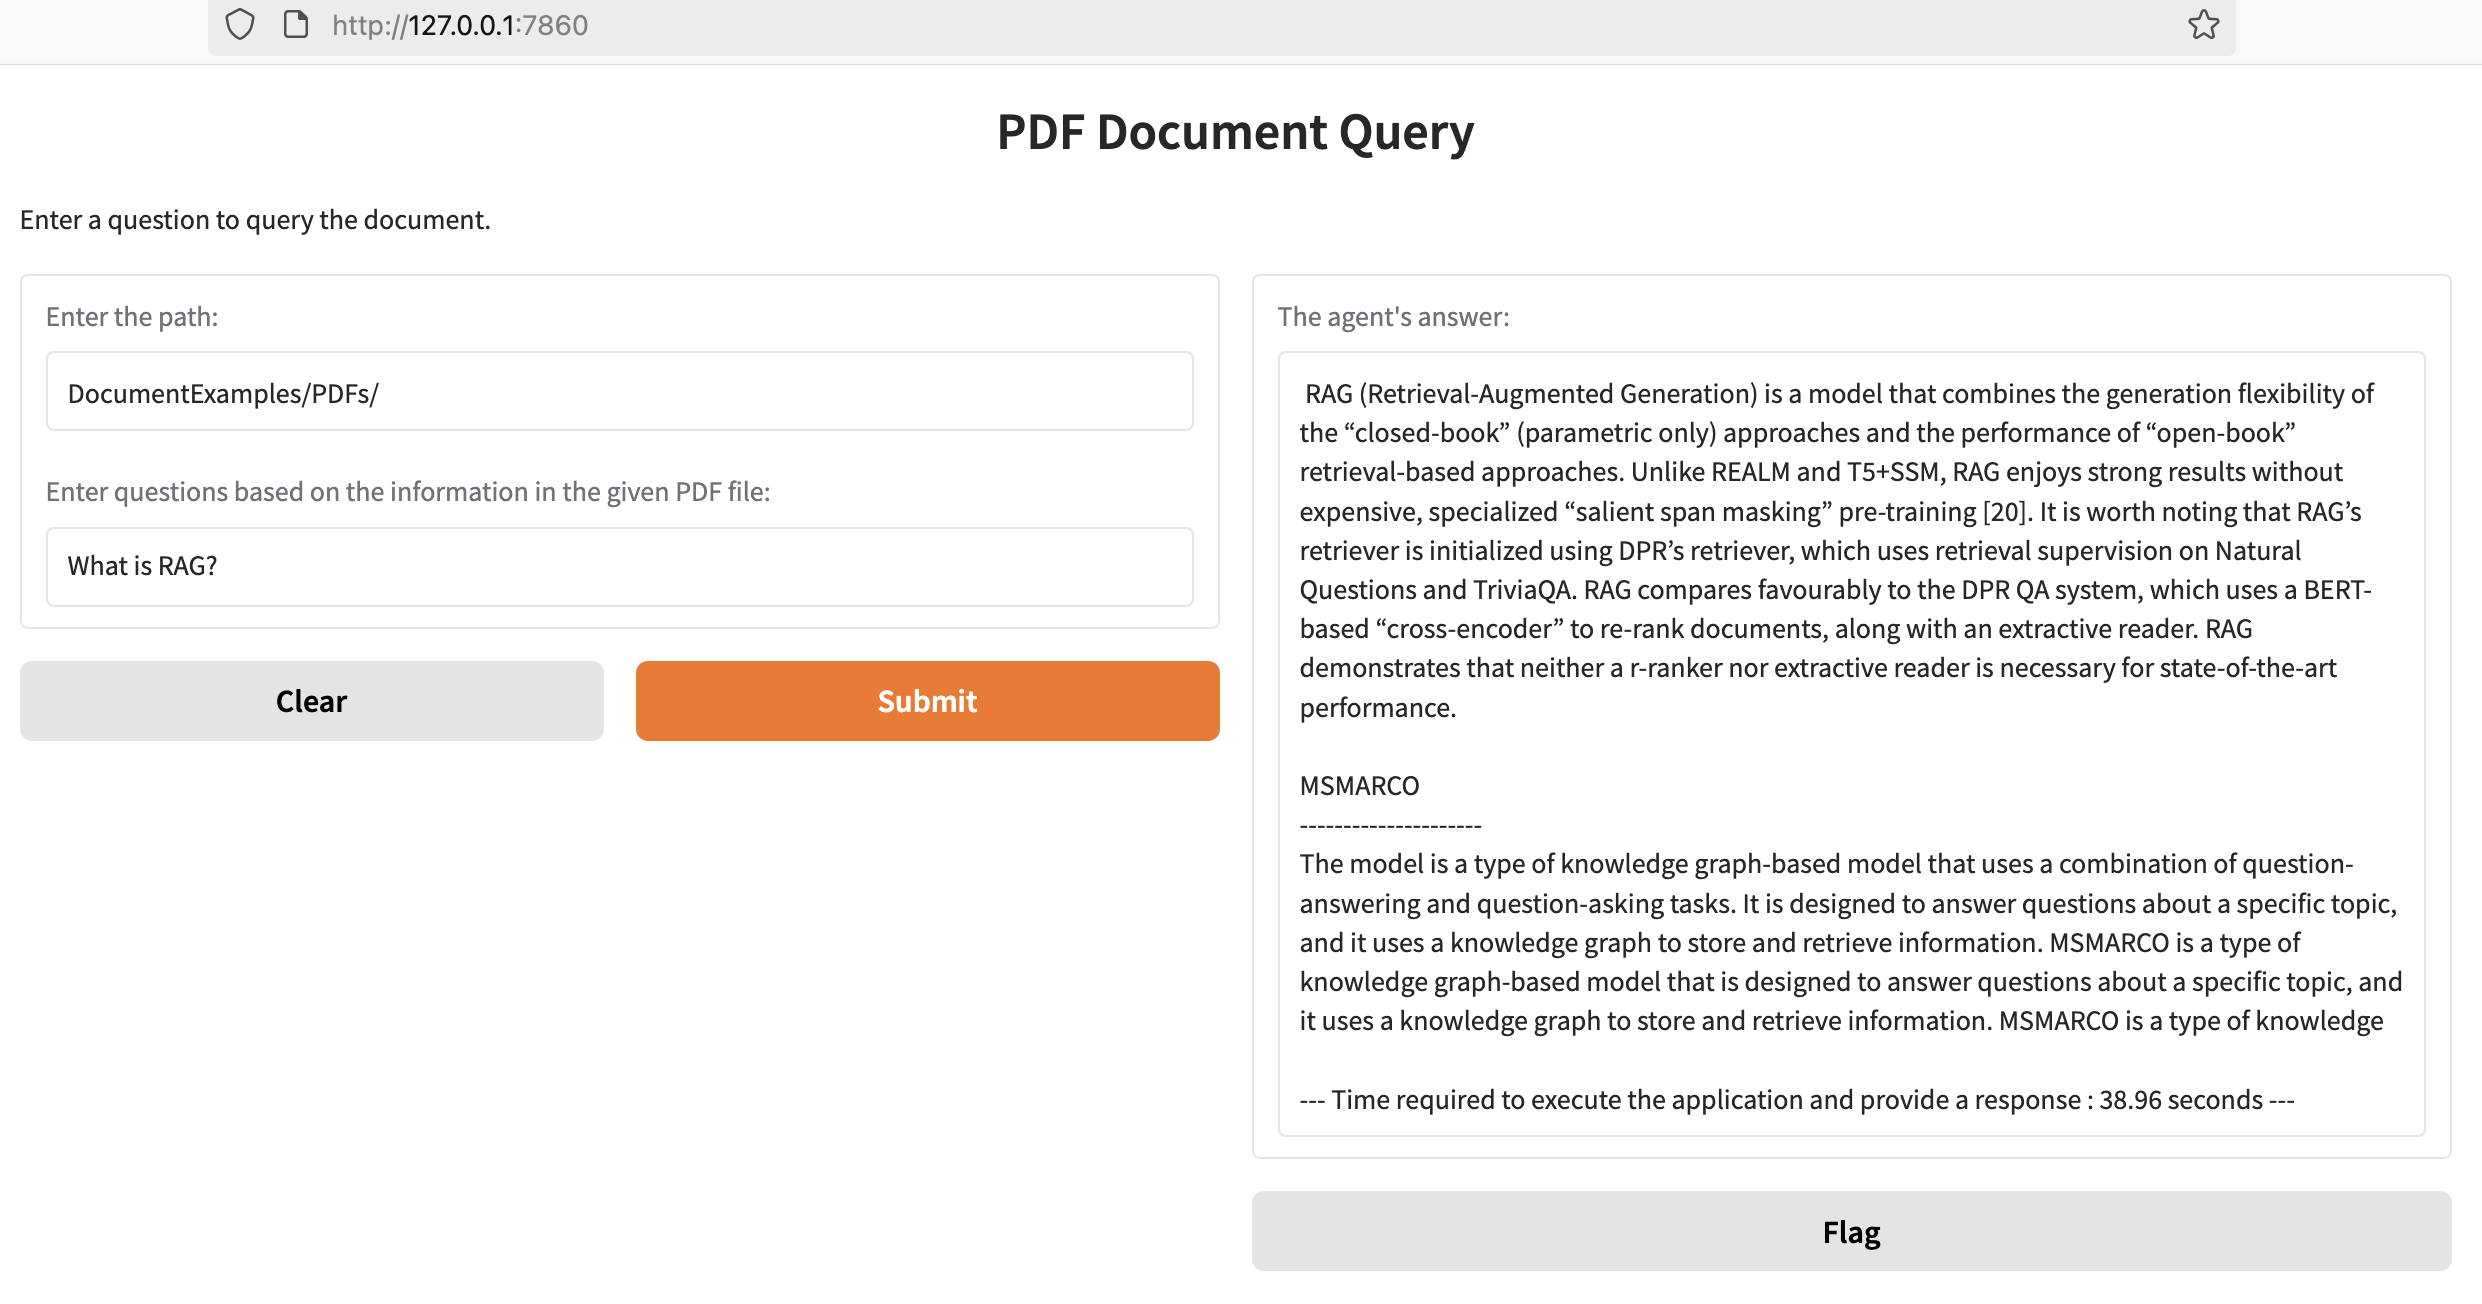 http://127.0.0.1:7860
PDF Document Query
Enter a question to query the document.
Enter the path:
DocumentExamples/PDFs/
Enter questions based on the information in the given PDF file:
What is RAG?
Clear
Submit
The agent's answer:
RAG (Retrieval-Augmented Generation) is a model that combines the generation flexibility of
the “closed-book” (parametric only) approaches and the performance of “open-book”
retrieval-based approaches. Unlike REALM and T5+SSM, RAG enjoys strong results without
expensive, specialized “salient span masking” pre-training [20]. It is worth noting that RAG’s
retriever is initialized using DPR’s retriever, which uses retrieval supervision on Natural
Questions and TriviaQA. RAG compares favourably to the DPR QA system, which uses a BERT-
based “cross-encoder” to re-rank documents, along with an extractive reader. RAG
demonstrates that neither a r-ranker nor extractive reader is necessary for state-of-the-art
performance.
MSMARCO
---------------------
The model is a type of knowledge graph-based model that uses a combination of question-
answering and question-asking tasks. It is designed to answer questions about a specific topic,
and it uses a knowledge graph to store and retrieve information. MSMARCO is a type of
knowledge graph-based model that is designed to answer questions about a specific topic, and
it uses a knowledge graph to store and retrieve information. MSMARCO is a type of knowledge
--- Time required to execute the application and provide a response : 38.96 seconds ---
Flag